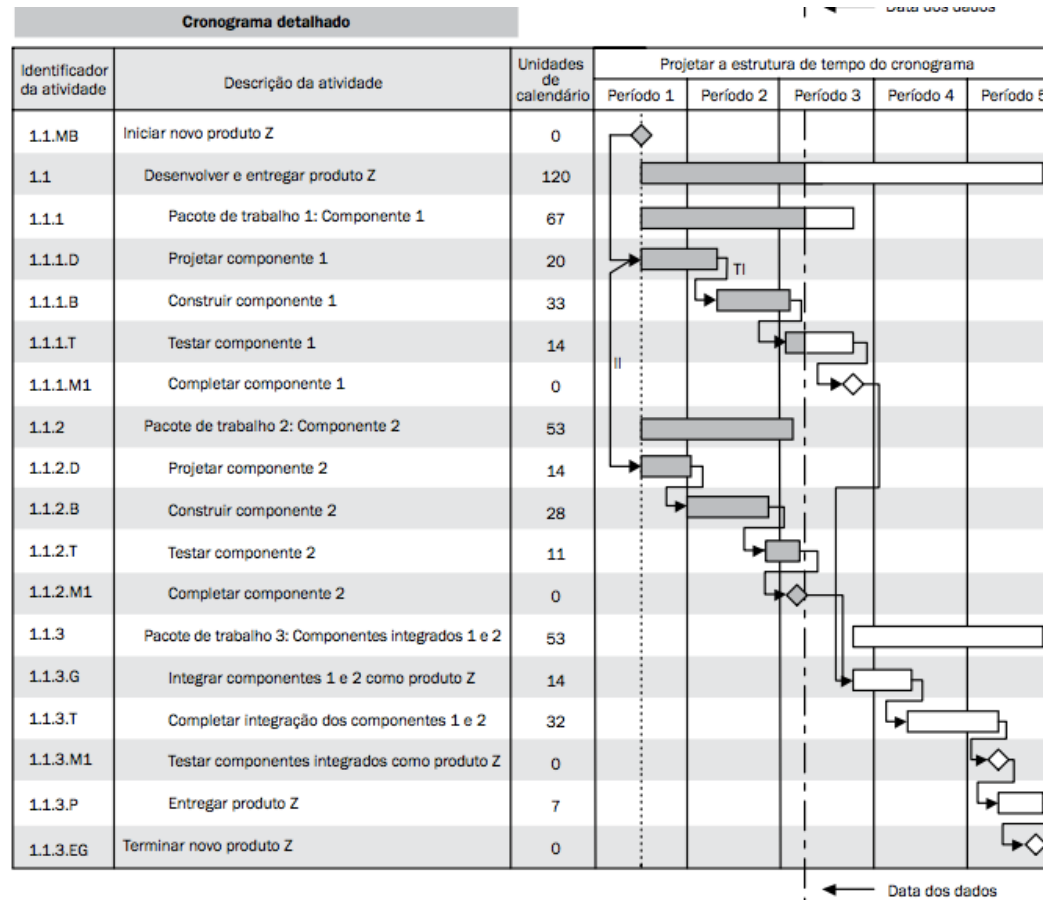 Data dos dados
Cronograma detalhado
Identificador da atividade Descrição da atividade Unidades de calendário Projetar a estrutura de tempo do cronograma
Período 1 Período 2 Período 3 Período 4 Período 5
1.1.MB Iniciar novo produto Z 0
1.1 Desenvolver e entregar produto Z 120
1.1.1 Pacote de trabalho 1: Componente 1 67
1.1.1.D Projetar componente 1 20
TI
1.1.1.B Construir componente 1 33
1.1.1.T Testar componente 1 14
II
1.1.1.M1 Completar componente 1 0
1.1.2 Pacote de trabalho 2: Componente 2 53
1.1.2.D Projetar componente 2 14
1.1.2.B Construir componente 2 28
1.1.2.T Testar componente 2 11
1.1.2.M1 Completar componente 2 0
1.1.3 Pacote de trabalho 3: Componentes integrados 1 e 2 53
1.1.3.G Integrar componentes 1 e 2 como produto Z 14
1.1.3.T Completar integração dos componentes 1 e 2 32
1.1.3.M1 Testar componentes integrados como produto Z 0
1.1.3.P Entregar produto Z 7
1.1.3.EG Terminar novo produto Z 0
Data dos dados